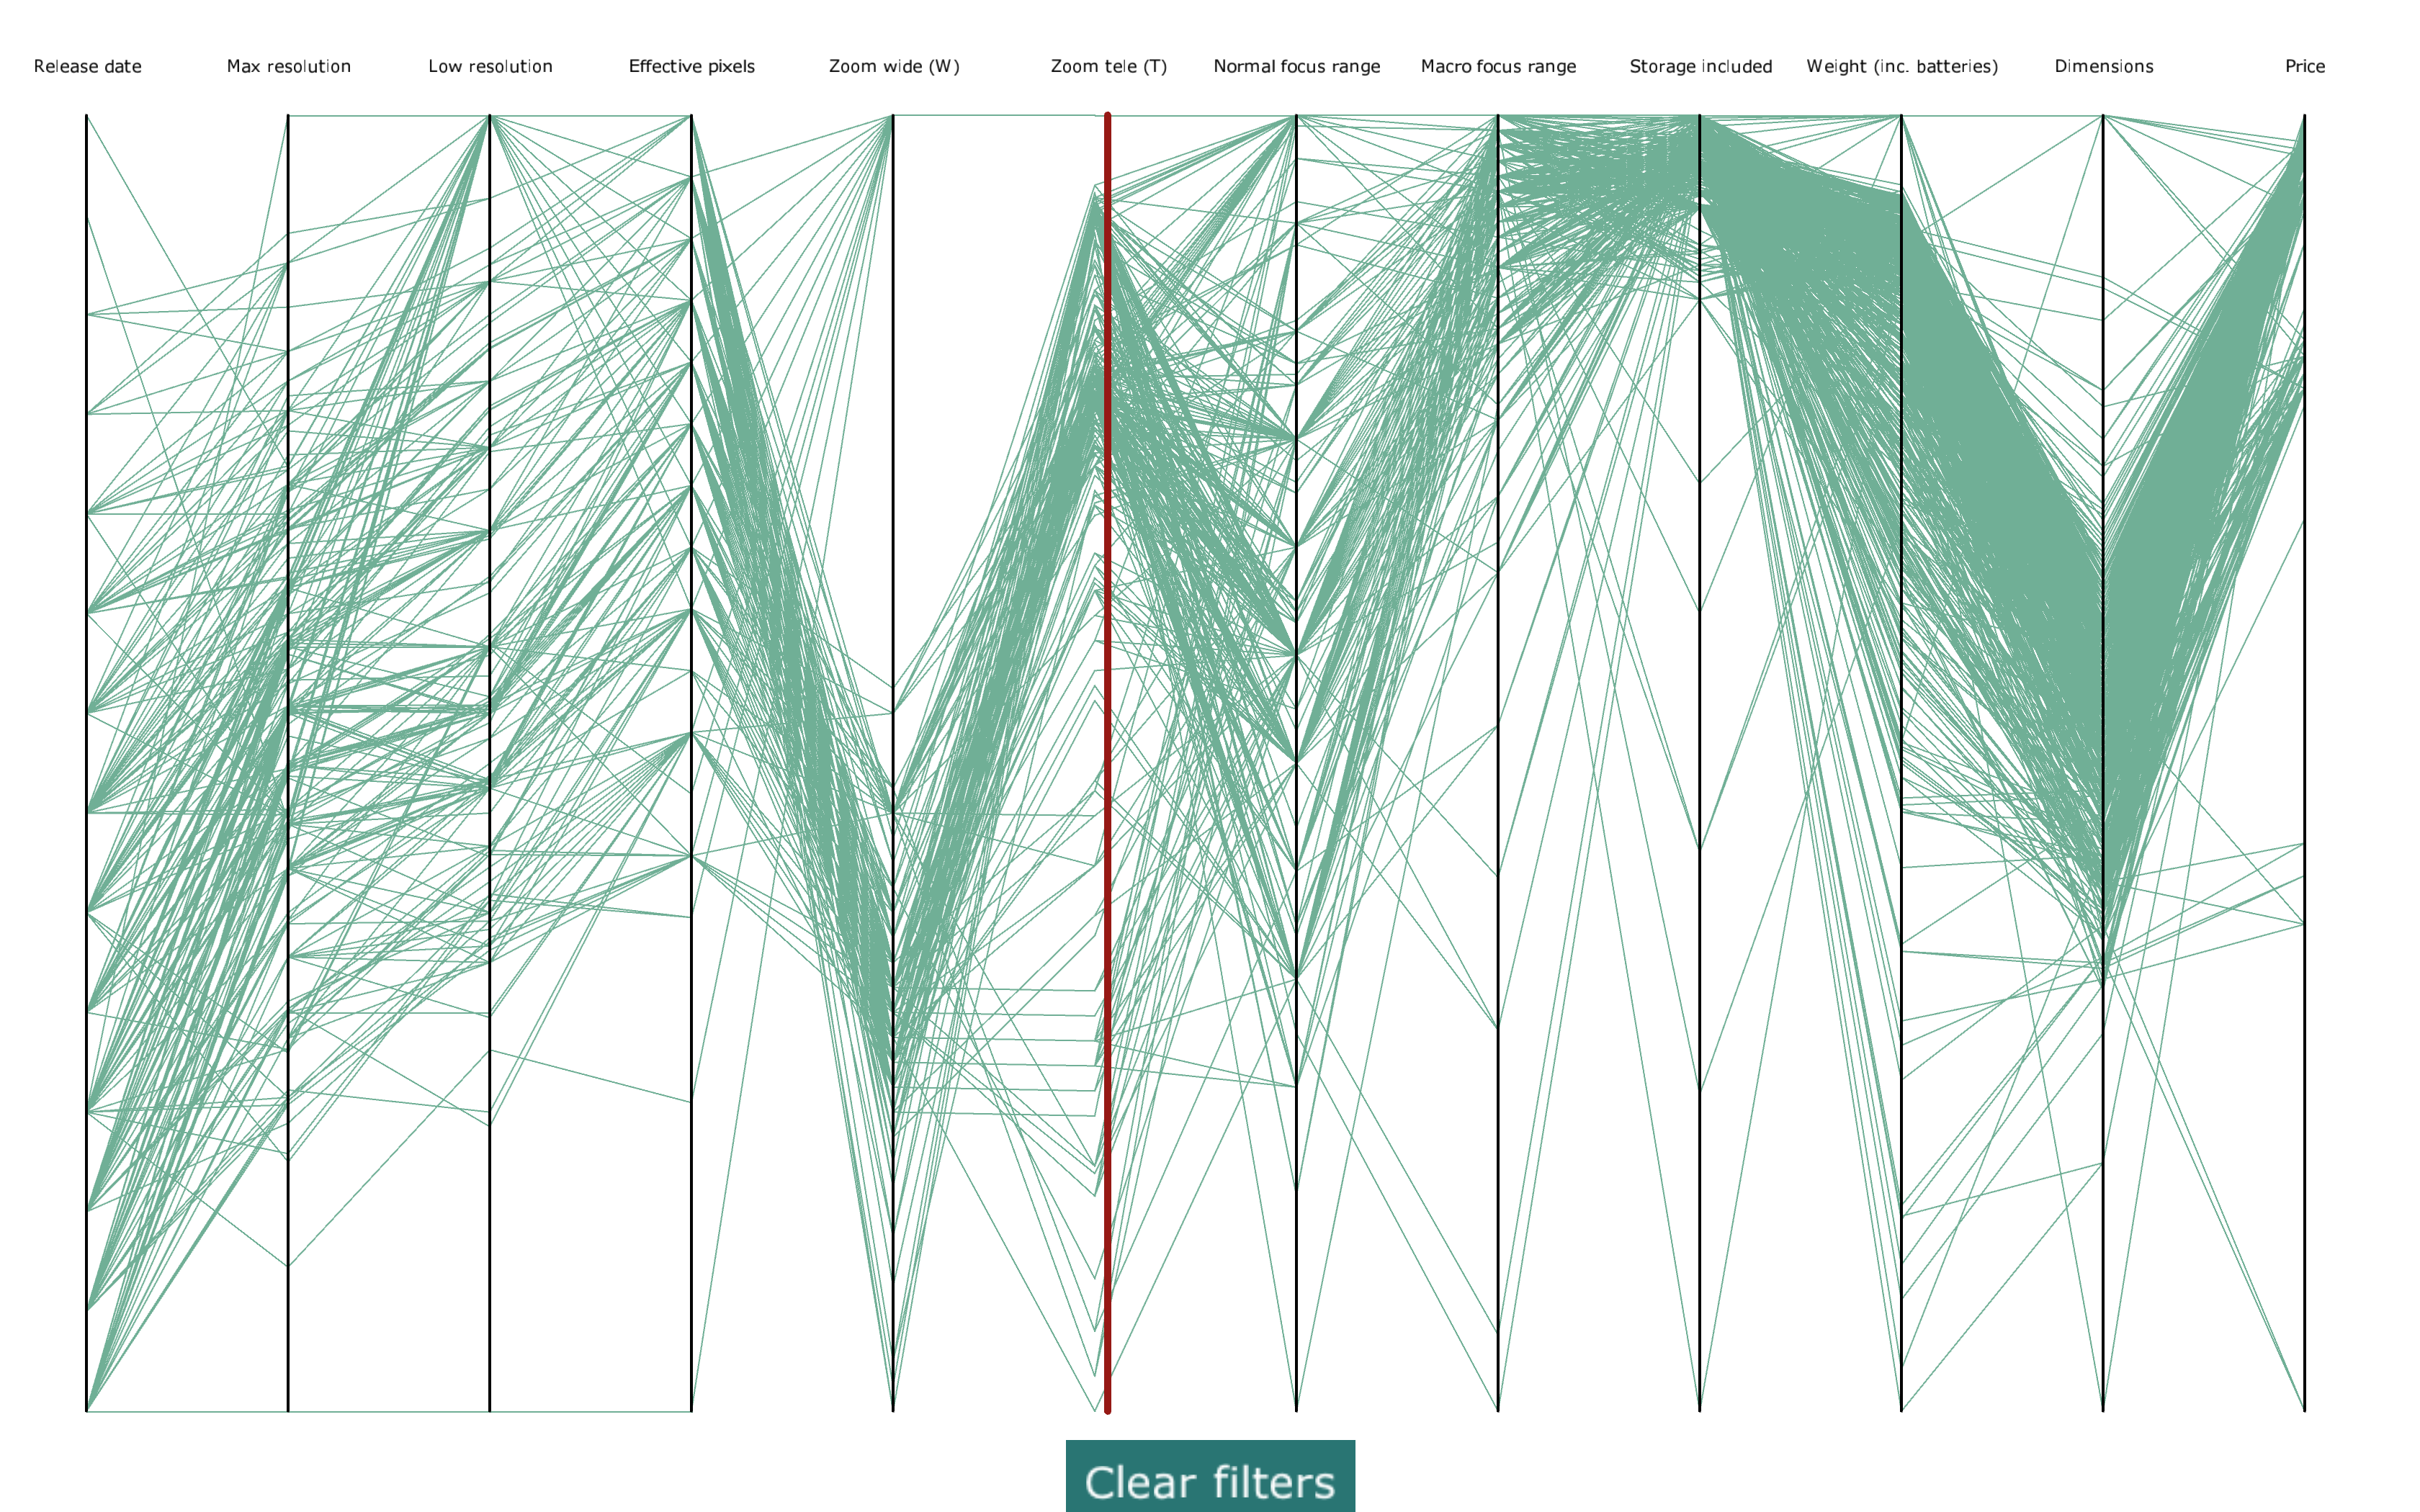 Release date
Max resolution
Low resolution
Effective pixels
Zoom wide (W)
Zoom tele (T)
Normal focus range
Macro focus range
Storage included
Weight (inc. batteries)
Dimensions
Price
Clear filters